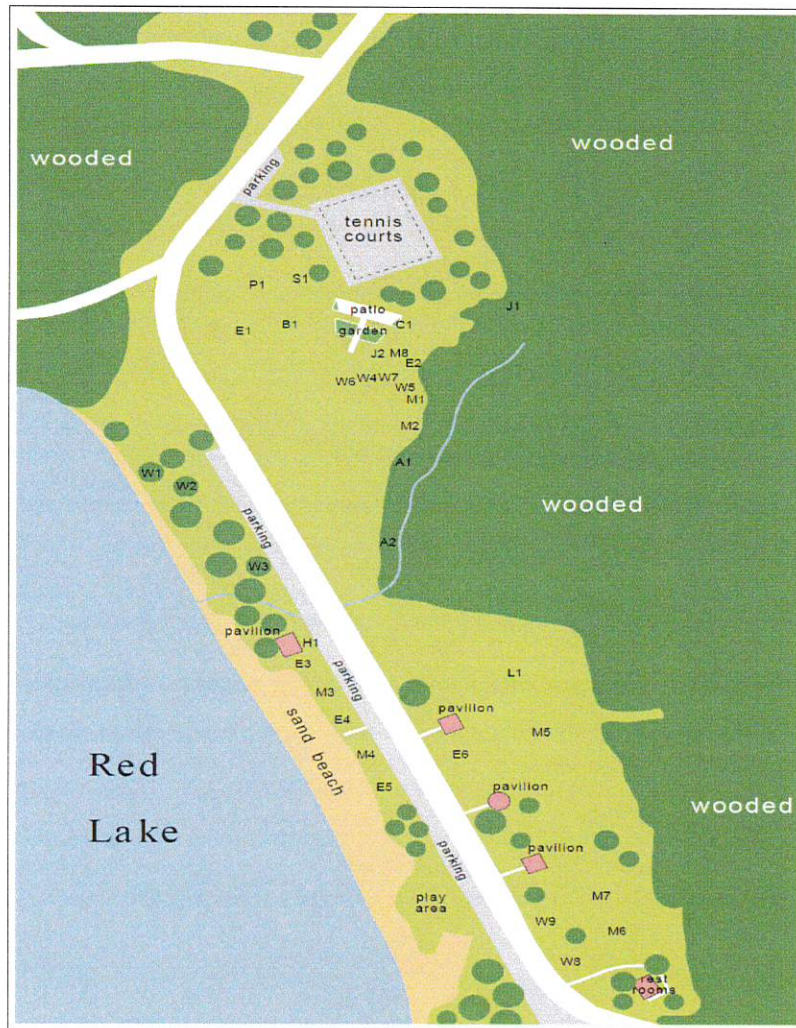 wooded
wooded
parking
tennis
courts
P1
S1
J1
patio
E1
B1
C1
garden
J2
M8
E2
W6
W4
W7
W5
M1
M2
A1
W1
W2
wooded
parking
A2
W3
pavilion
H1
E3
parking
L1
M3
pavilion
sand beach
E4
M5
M4
E6
Red
E5
pavilion
wooded
Lake
pavilion
parking
play
area
M7
W9
M6
W8
rest
rooms